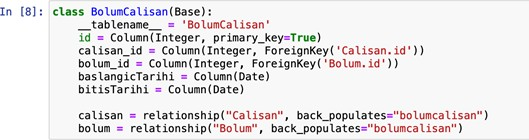 In [8]: class BolumCalisan(Base):
    __tablename__ = 'BolumCalisan'
    id = Column(Integer, primary_key=True)
    calisan_id = Column(Integer, ForeignKey('Calisan.id'))
    bolum_id = Column(Integer, ForeignKey('Bolum.id'))
    baslangicTarihi = Column(Date)
    bitisTarihi = Column(Date)

    calisan = relationship("Calisan", back_populates="bolumcalisan")
    bolum = relationship("Bolum", back_populates="bolumcalisan")